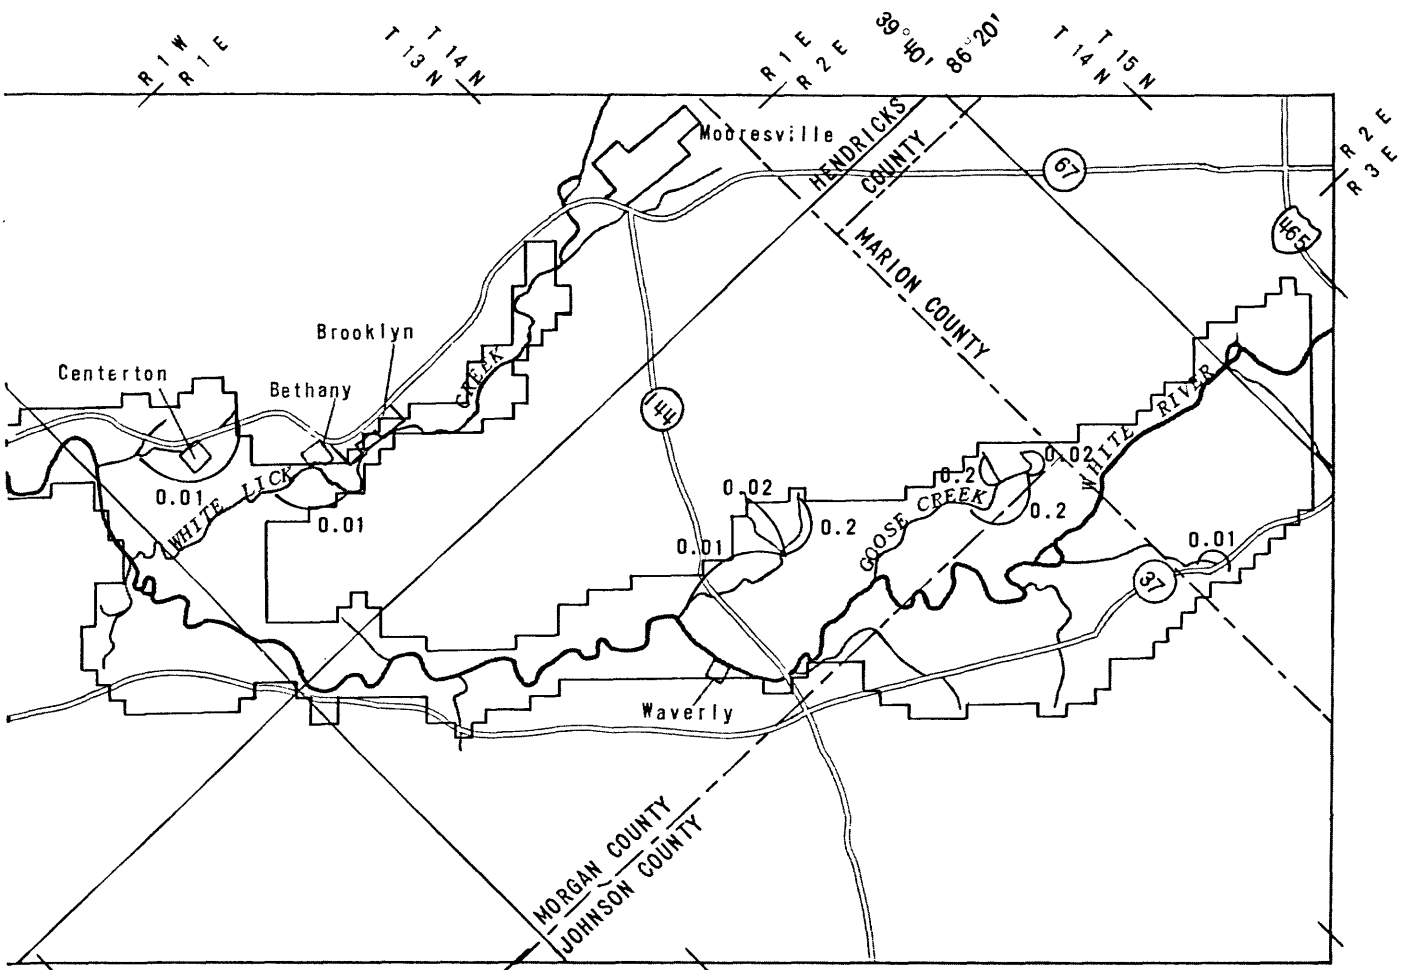 R 1 W
R 1 E
T 14 N
T 13 N
R 1 E
R 2 E
39°40'
86°20'
T 15 N
T 14 N
R 2 E
R 3 E
Mooresville
HENDRICKS
COUNTY
67
465
MARION COUNTY
Brooklyn
Centerton
Bethany
CREEK
144
WHITE RIVER
0.02
0.2
0.02
0.01
WHITE LICK
0.01
0.2
GOOSE CREEK
0.2
0.01
0.01
37
Waverly
MORGAN COUNTY
JOHNSON COUNTY